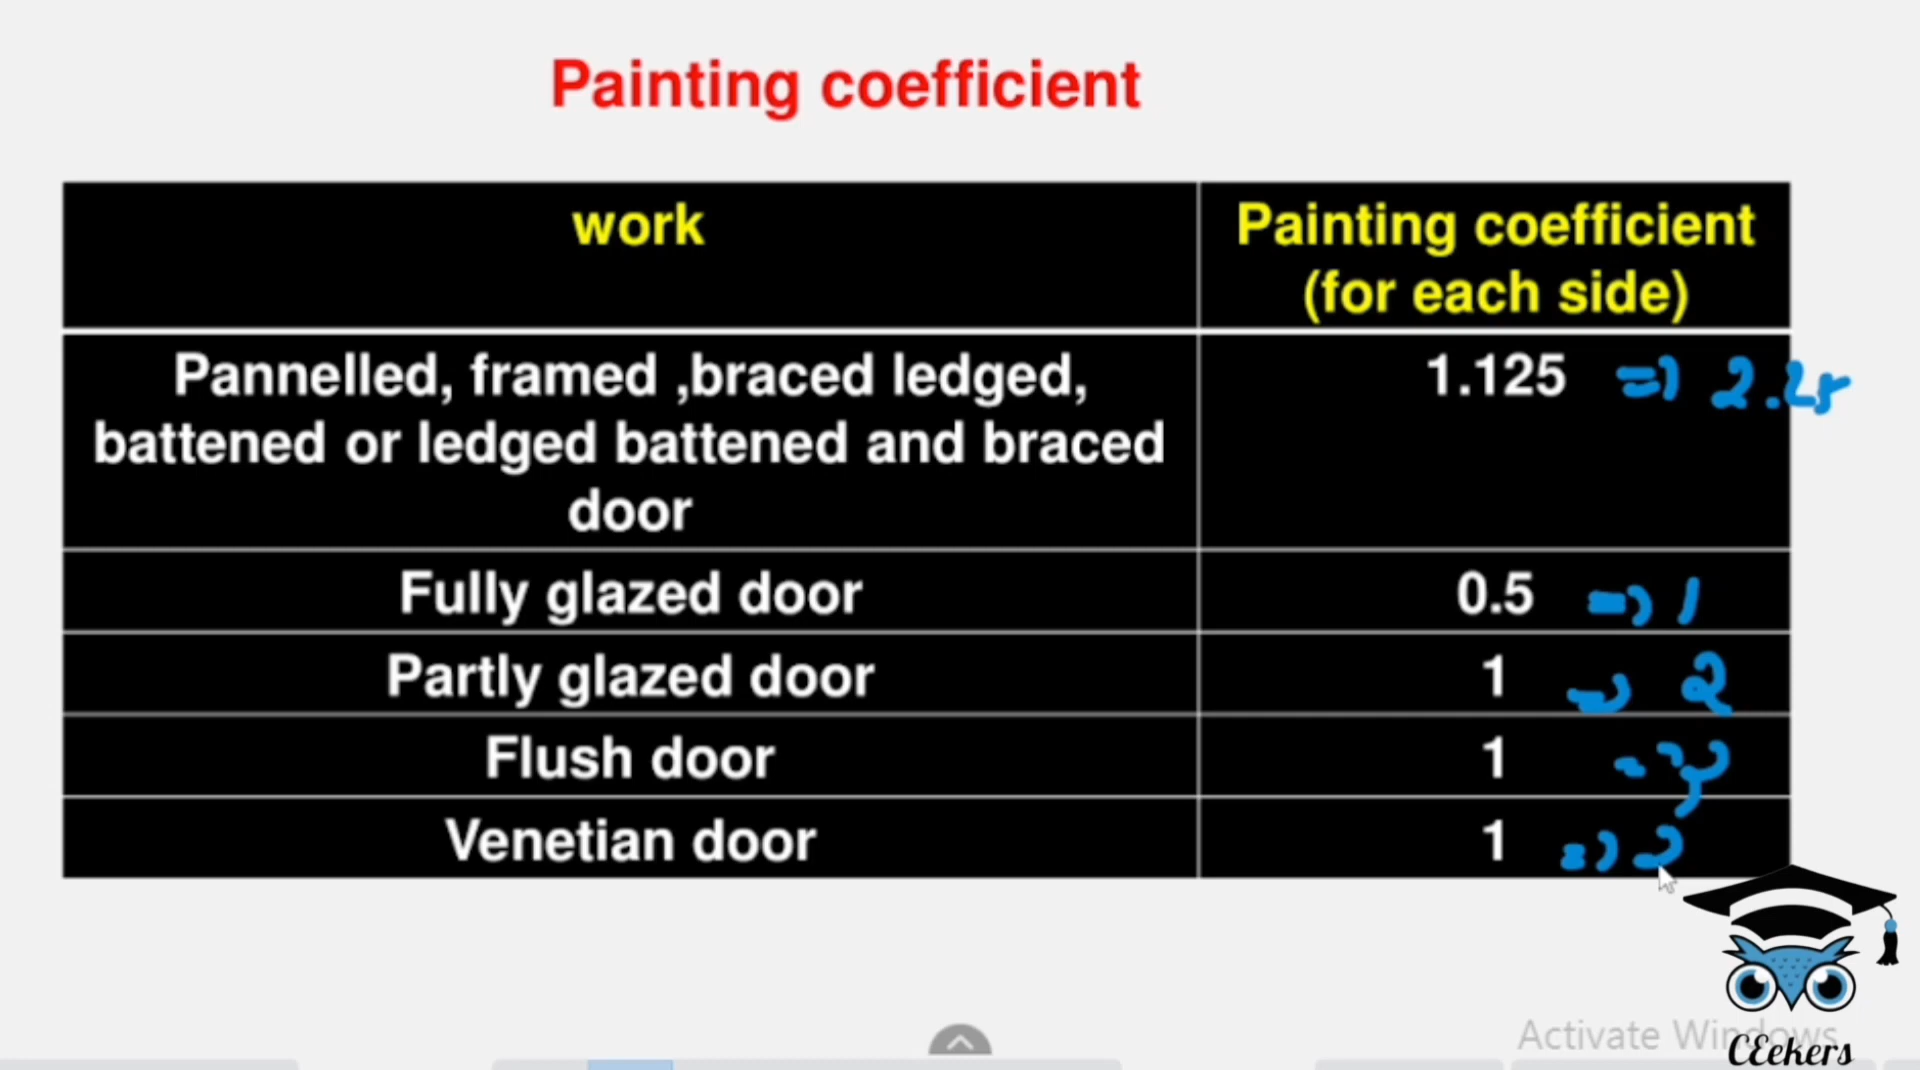 Painting coefficient
work
Painting coefficient
(for each side)
Pannelled, framed ,braced ledged,
battened or ledged battened and braced
door
1.125 => 2.25
Fully glazed door
0.5 => 1
Partly glazed door
1 => 2
Flush door
1
Venetian door
1
Activate Windows
CEekers